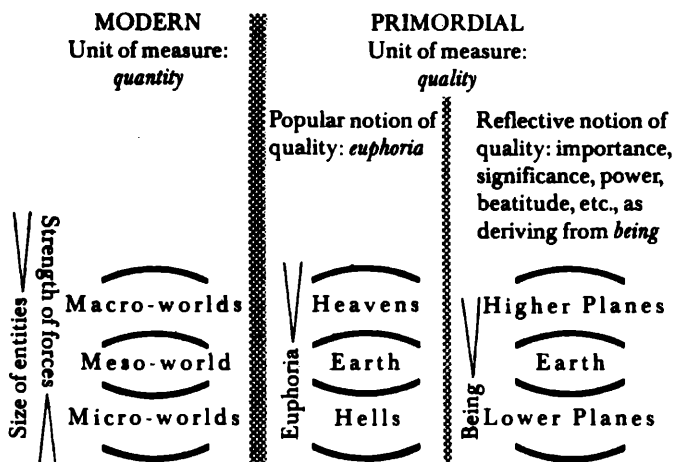 MODERN
Unit of measure:
quantity
PRIMORDIAL
Unit of measure:
quality
Popular notion of
quality: euphoria
Reflective notion of
quality: importance,
significance, power,
beatitude, etc., as
deriving from being
Size of entities
Strength of forces
Macro-worlds
Meso-world
Micro-worlds
Euphoria
Heavens
Earth
Hells
Being
Higher Planes
Earth
Lower Planes